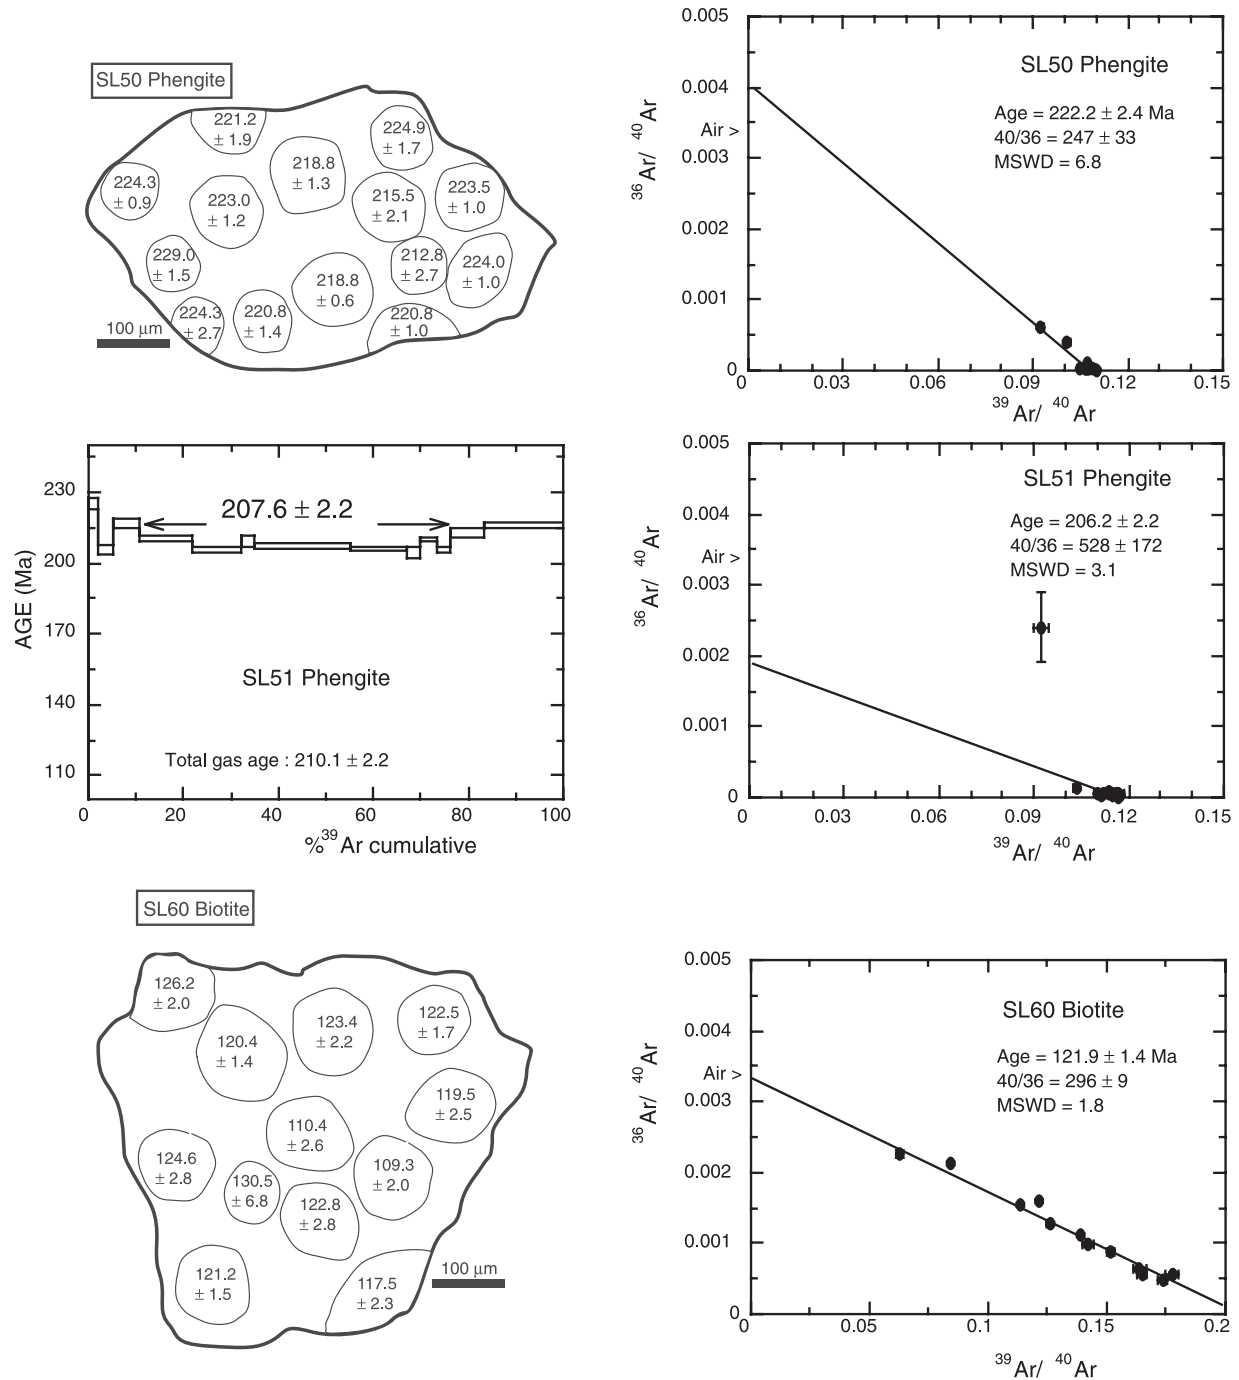 SL50 Phengite
221.2
± 1.9
224.9
± 1.7
218.8
± 1.3
224.3
± 0.9
223.0
± 1.2
215.5
± 2.1
223.5
± 1.0
229.0
± 1.5
212.8
± 2.7
224.0
± 1.0
218.8
± 0.6
224.3
± 2.7
220.8
± 1.4
220.8
± 1.0
100 µm
0.005
0.004
Air >
0.003
0.002
0.001
0
36Ar/ 40Ar
SL50 Phengite
Age = 222.2 ± 2.4 Ma
40/36 = 247 ± 33
MSWD = 6.8
0 0.03 0.06 0.09 0.12 0.15
39Ar/ 40Ar
AGE (Ma)
230
200
170
140
110
207.6 ± 2.2
SL51 Phengite
Total gas age : 210.1 ± 2.2
0 20 40 60 80 100
%39Ar cumulative
0.005
0.004
Air >
0.003
0.002
0.001
0
36Ar/ 40Ar
SL51 Phengite
Age = 206.2 ± 2.2
40/36 = 528 ± 172
MSWD = 3.1
0 0.03 0.06 0.09 0.12 0.15
39Ar/ 40Ar
SL60 Biotite
126.2
± 2.0
120.4
± 1.4
123.4
± 2.2
122.5
± 1.7
119.5
± 2.5
110.4
± 2.6
124.6
± 2.8
130.5
± 6.8
109.3
± 2.0
122.8
± 2.8
121.2
± 1.5
117.5
± 2.3
100 µm
0.005
0.004
Air >
0.003
0.002
0.001
0
36Ar/ 40Ar
SL60 Biotite
Age = 121.9 ± 1.4 Ma
40/36 = 296 ± 9
MSWD = 1.8
0 0.05 0.1 0.15 0.2
39Ar/ 40Ar